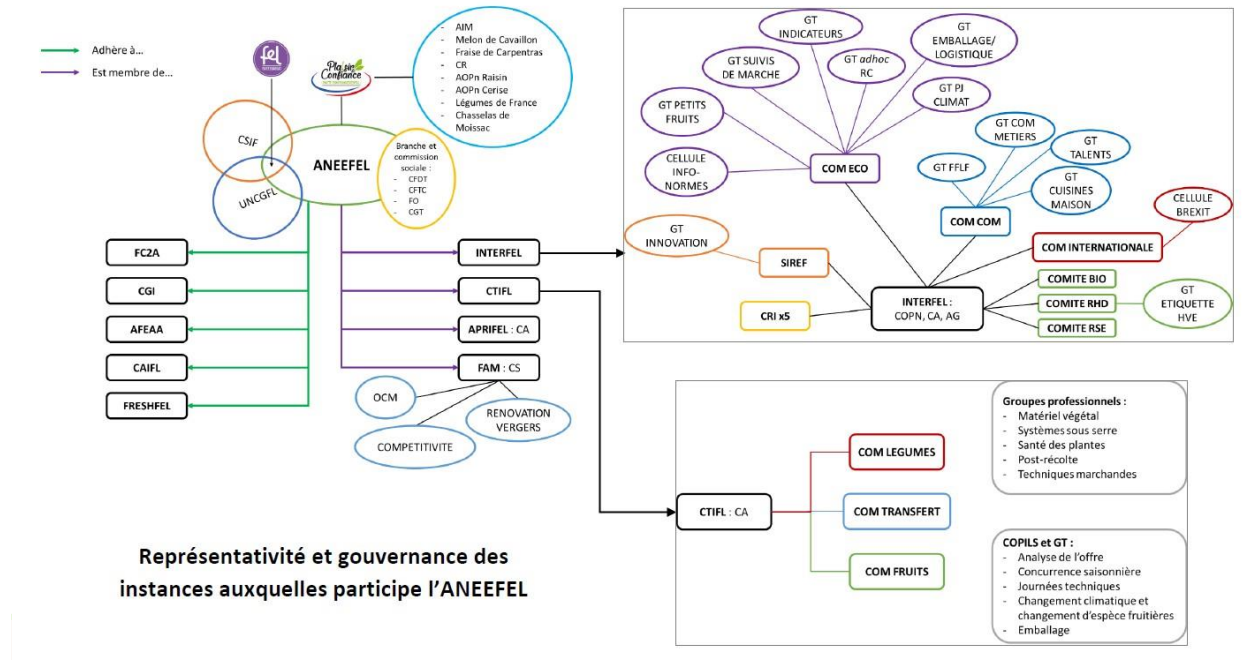 Adhère à…
Est membre de…
fel
Plaisir
Confiance
- AIM
- Melon de Cavaillon
- Fraise de Carpentras
- CR
- AOPn Raisin
- AOPn Cerise
- Légumes de France
- Chasselas de
Moissac
CSIF
UNCGFL
ANEEFEL
Branche et
commission
sociale :
- CFDT
- CFTC
- FO
- CGT
FC2A
CGI
AFEAA
CAIFL
FRESHFEL
INTERFEL
CTIFL
APRIFEL : CA
FAM : CS
OCM
COMPETITIVITE
RENOVATION
VERGERS
Représentativité et gouvernance des
instances auxquelles participe l'ANEEFEL
GT
INDICATEURS
GT
EMBALLAGE/
LOGISTIQUE
GT SUIVIS
DE MARCHE
GT adhoc
RC
GT PJ
CLIMAT
GT PETITS
FRUITS
CELLULE
INFO-
NORMES
COM ECO
GT COM
METIERS
GT
TALENTS
GT FFLF
GT
CUISINES
MAISON
COM COM
CELLULE
BREXIT
GT
INNOVATION
SIREF
COM INTERNATIONALE
CRI x5
INTERFEL :
COPN, CA, AG
COMITE BIO
COMITE RHD
COMITE RSE
GT
ETIQUETTE
HVE
CTIFL : CA
COM LEGUMES
COM TRANSFERT
COM FRUITS
Groupes professionnels :
- Matériel végétal
- Systèmes sous serre
- Santé des plantes
- Post-récolte
- Techniques marchandes
COPILS et GT :
- Analyse de l'offre
- Concurrence saisonnière
- Journées techniques
- Changement climatique et
changement d'espèce fruitières
- Emballage